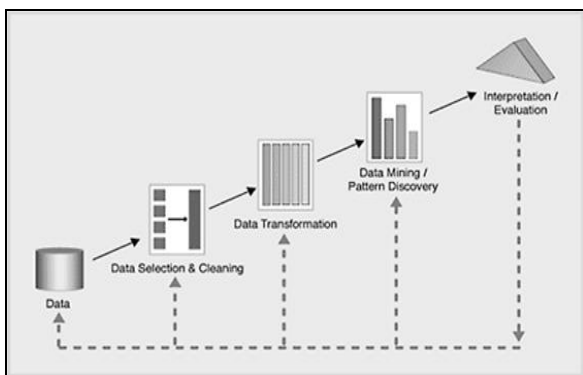 Interpretation /
Evaluation
Data Mining /
Pattern Discovery
Data Transformation
Data Selection & Cleaning
Data